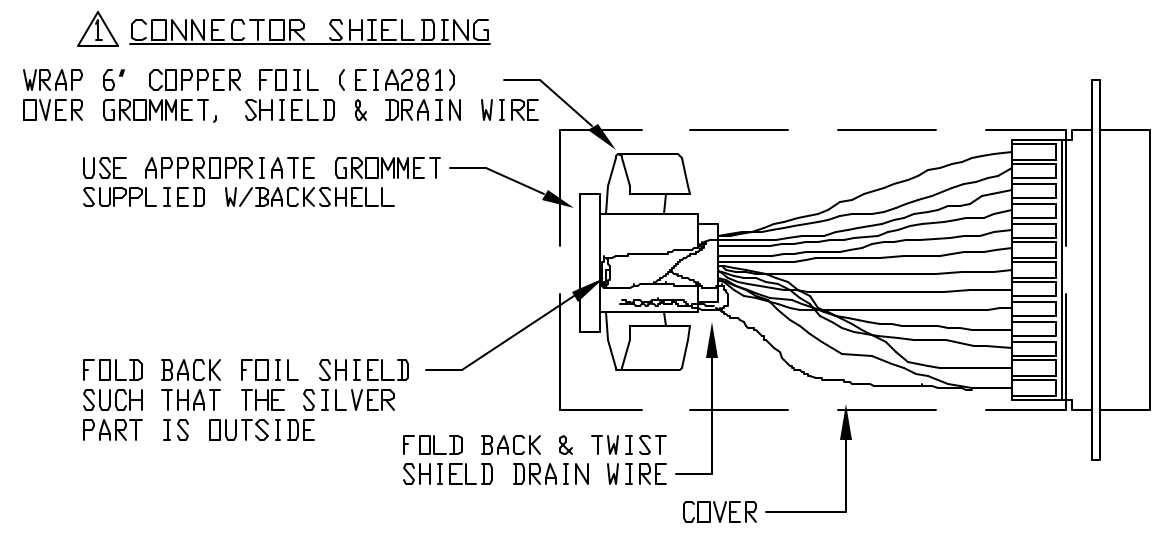 1 CONNECTOR SHIELDING
WRAP 6" COPPER FOIL (EIA281)
OVER GROMMET, SHIELD & DRAIN WIRE
USE APPROPRIATE GROMMET
SUPPLIED W/BACKSHELL
FOLD BACK FOIL SHIELD
SUCH THAT THE SILVER
PART IS OUTSIDE
FOLD BACK & TWIST
SHIELD DRAIN WIRE
COVER